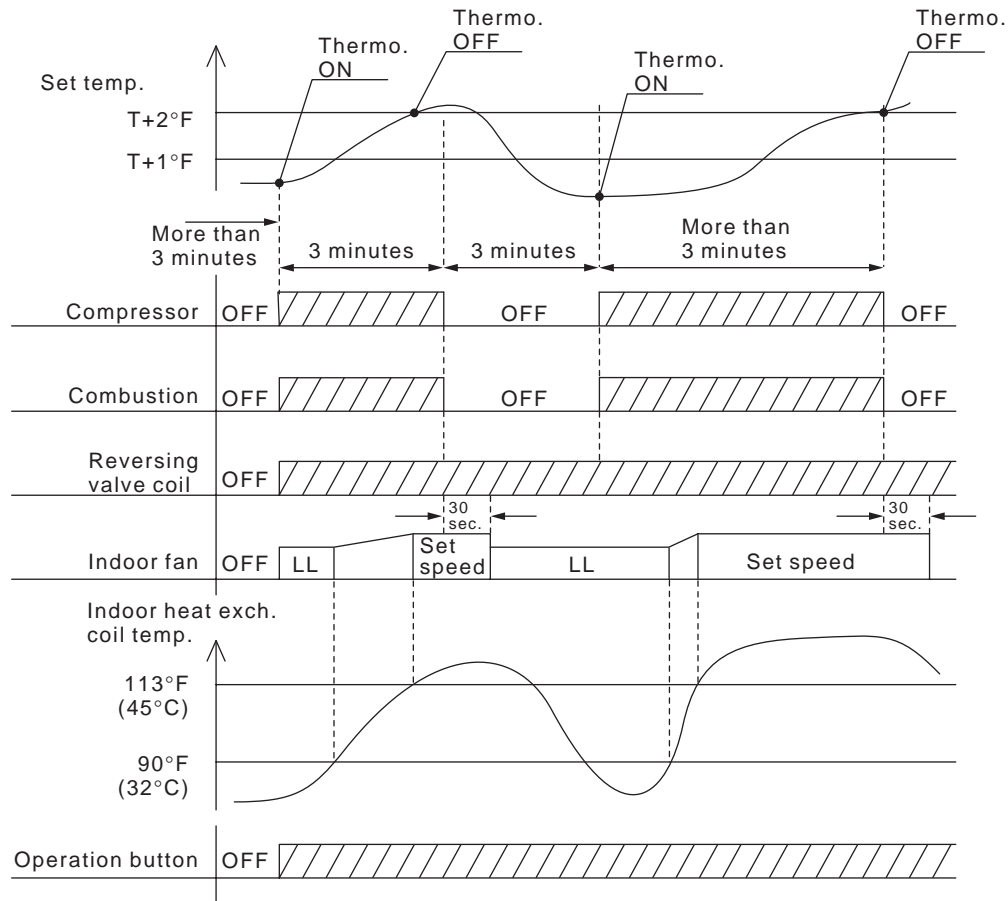 Thermo.
OFF
Thermo.
ON
Thermo.
OFF
Thermo.
ON
Set temp.
T+2°F
T+1°F
More than
3 minutes
3 minutes
3 minutes
More than
3 minutes
Compressor
OFF
OFF
OFF
Combustion
OFF
OFF
OFF
Reversing
valve coil
OFF
30
sec.
30
sec.
Indoor fan
OFF
LL
Set
speed
LL
Set speed
Indoor heat exch.
coil temp.
113°F
(45°C)
90°F
(32°C)
Operation button
OFF